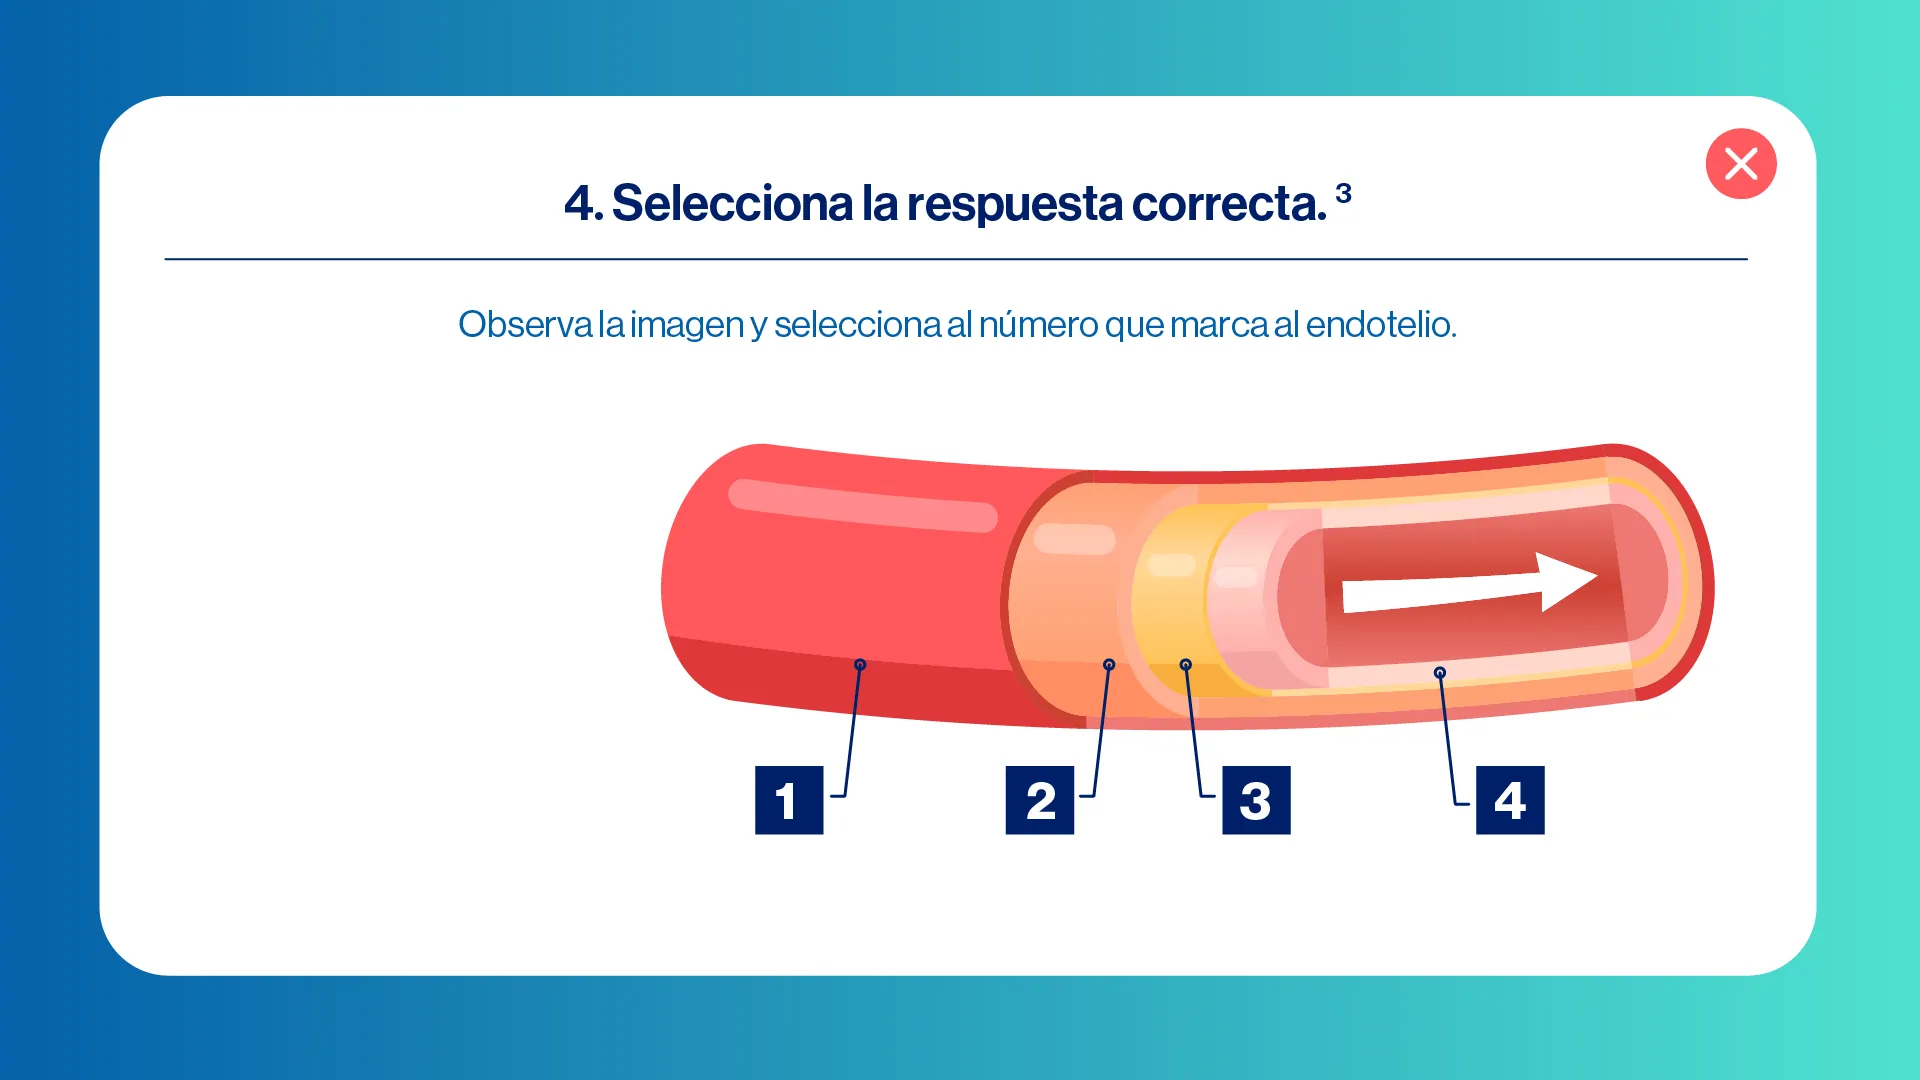 4. Selecciona la respuesta correcta. ³
Observa la imagen y selecciona al número que marca al endotelio.
1 2 3 4